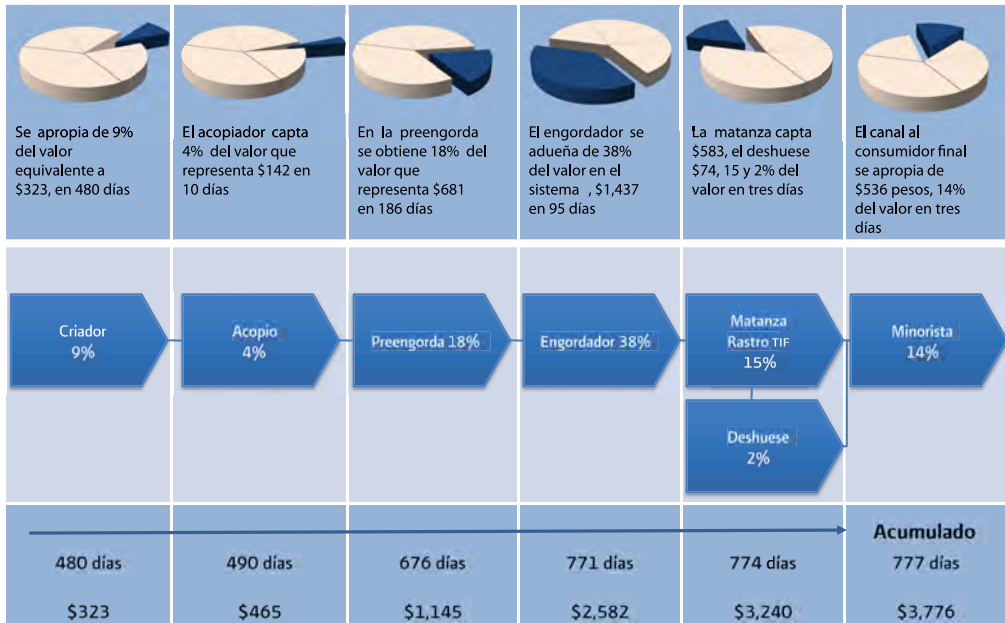 Se apropia de 9%
del valor
equivalente a
$323, en 480 días
El acopiador capta
4% del valor que
representa $142 en
10 días
En la preengorda
se obtiene 18% del
valor que
representa $681
en 186 días
El engordador se
adueña de 38%
del valor en el
sistema , $1,437
en 95 días
La matanza capta
$583, el deshuese
$74, 15 y 2% del
valor en tres días
El canal al
consumidor final
se apropia de
$536 pesos, 14%
del valor en tres
días
Criador
9%
Acopio
4%
Preengorda 18%
Engordador 38%
Matanza
Rastro TIF
15%
Deshuese
2%
Minorista
14%
Acumulado
480 días
490 días
676 días
771 días
774 días
777 días
$323
$465
$1,145
$2,582
$3,240
$3,776